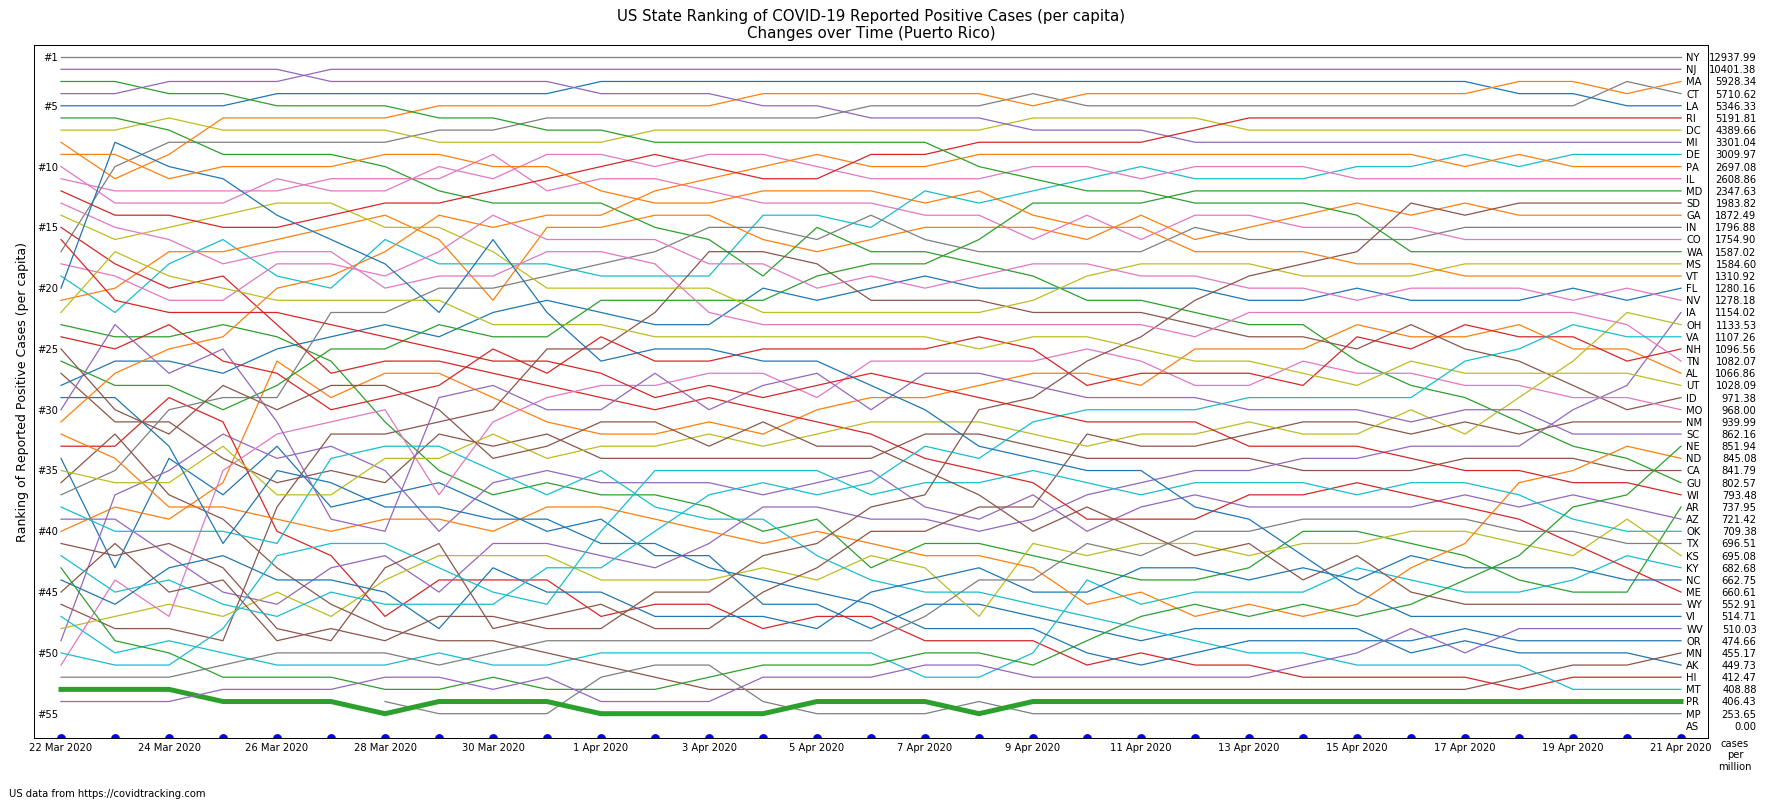 US State Ranking of COVID-19 Reported Positive Cases (per capita)
Changes over Time (Puerto Rico)
Ranking of Reported Positive Cases (per capita)
#1
#5
#10
#15
#20
#25
#30
#35
#40
#45
#50
#55
NY 12937.99
NJ 10401.38
MA 5928.34
CT 5710.62
LA 5346.33
RI 5191.81
DC 4389.66
MI 3301.04
DE 3009.97
PA 2697.08
IL 2608.86
MD 2347.63
SD 1983.82
GA 1872.49
IN 1796.88
CO 1754.90
WA 1587.02
MS 1584.60
VT 1310.92
FL 1280.16
NV 1278.18
IA 1154.02
OH 1133.53
VA 1107.26
NH 1096.56
TN 1082.07
AL 1066.86
UT 1028.09
ID 971.38
MO 968.00
NM 939.99
SC 862.16
NE 851.94
ND 845.08
CA 841.79
GU 802.57
WI 793.48
AR 737.95
AZ 721.42
OK 709.38
TX 696.51
KS 695.08
KY 682.68
NC 662.75
ME 660.61
WY 552.91
VI 514.71
WV 510.03
OR 474.66
MN 455.17
AK 449.73
HI 412.47
MT 408.88
PR 406.43
MP 253.65
AS 0.00
22 Mar 2020 24 Mar 2020 26 Mar 2020 28 Mar 2020 30 Mar 2020 1 Apr 2020 3 Apr 2020 5 Apr 2020 7 Apr 2020 9 Apr 2020 11 Apr 2020 13 Apr 2020 15 Apr 2020 17 Apr 2020 19 Apr 2020 21 Apr 2020
cases
per
million
US data from https://covidtracking.com